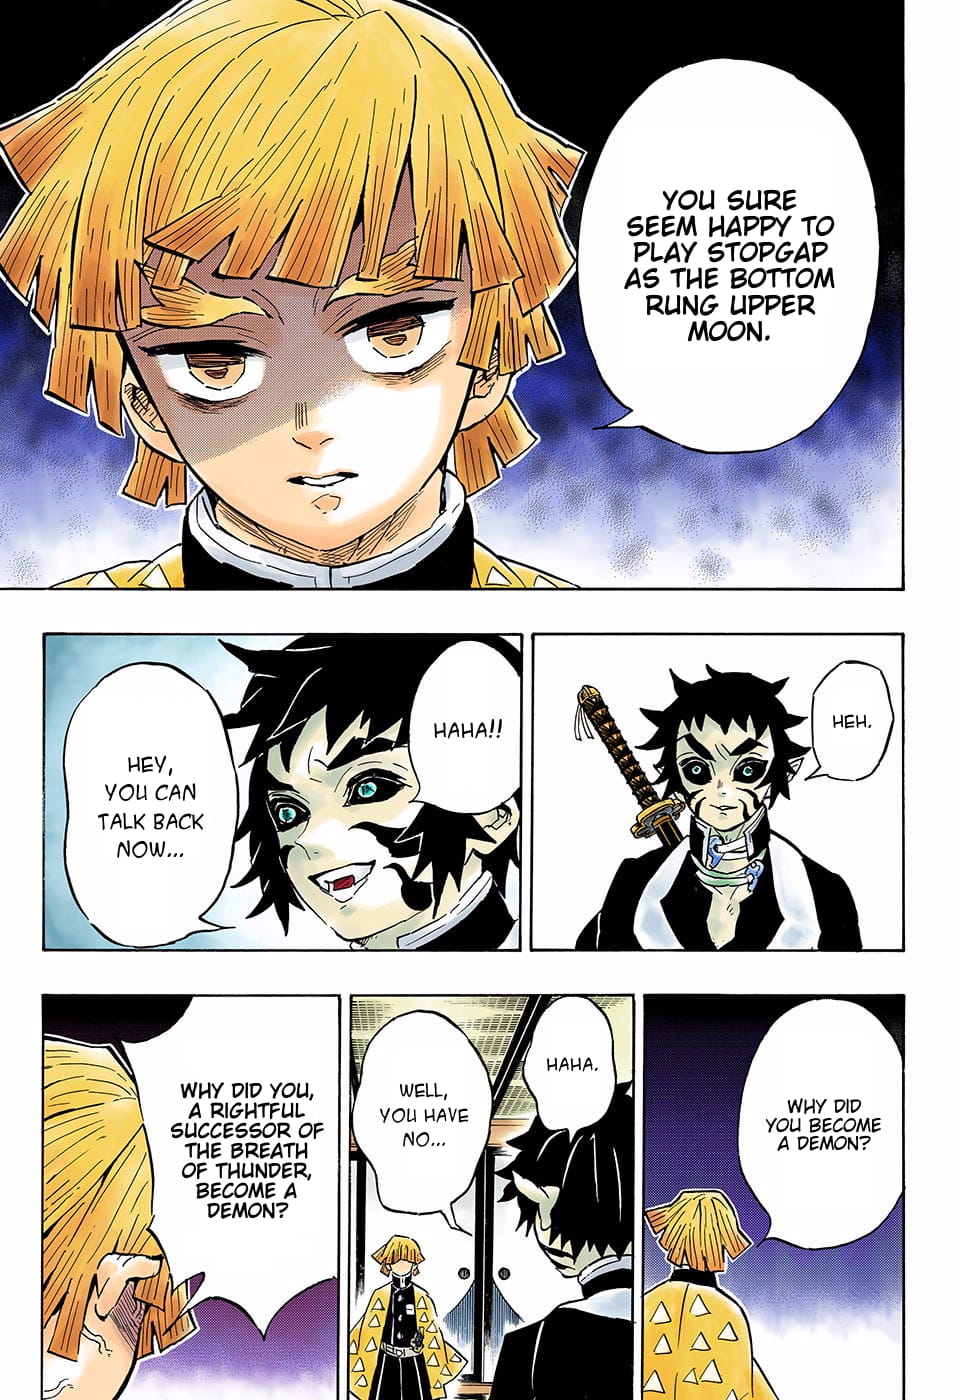 YOU SURE
SEEM HAPPY TO
PLAY STOPGAP
AS THE BOTTOM
RUNG UPPER
MOON.
HEH.
HAHA!!
HEY,
YOU CAN
TALK BACK
NOW...
WHY DID
YOU BECOME
A DEMON?
HAHA.
WELL,
YOU HAVE
NO...
WHY DID YOU,
A RIGHTFUL
SUCCESSOR OF
THE BREATH
OF THUNDER,
BECOME A
DEMON?